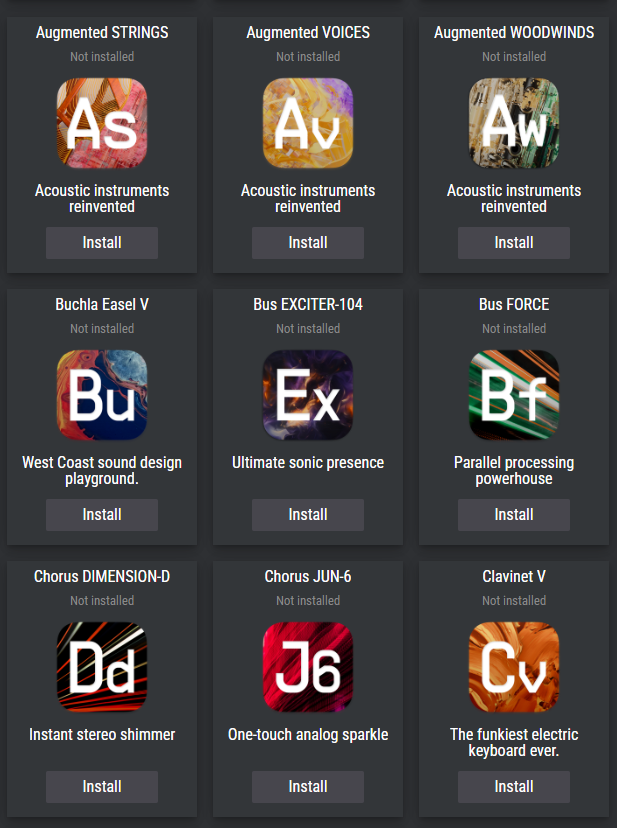 Augmented STRINGS
Not installed
As
Acoustic instruments
reinvented
Install
Augmented VOICES
Not installed
Av
Acoustic instruments
reinvented
Install
Augmented WOODWINDS
Not installed
Aw
Acoustic instruments
reinvented
Install
Buchla Easel V
Not installed
Bu
West Coast sound design
playground.
Install
Bus EXCITER-104
Not installed
Ex
Ultimate sonic presence
Install
Bus FORCE
Not installed
Bf
Parallel processing
powerhouse
Install
Chorus DIMENSION-D
Not installed
Dd
Instant stereo shimmer
Install
Chorus JUN-6
Not installed
J6
One-touch analog sparkle
Install
Clavinet V
Not installed
Cv
The funkiest electric
keyboard ever.
Install